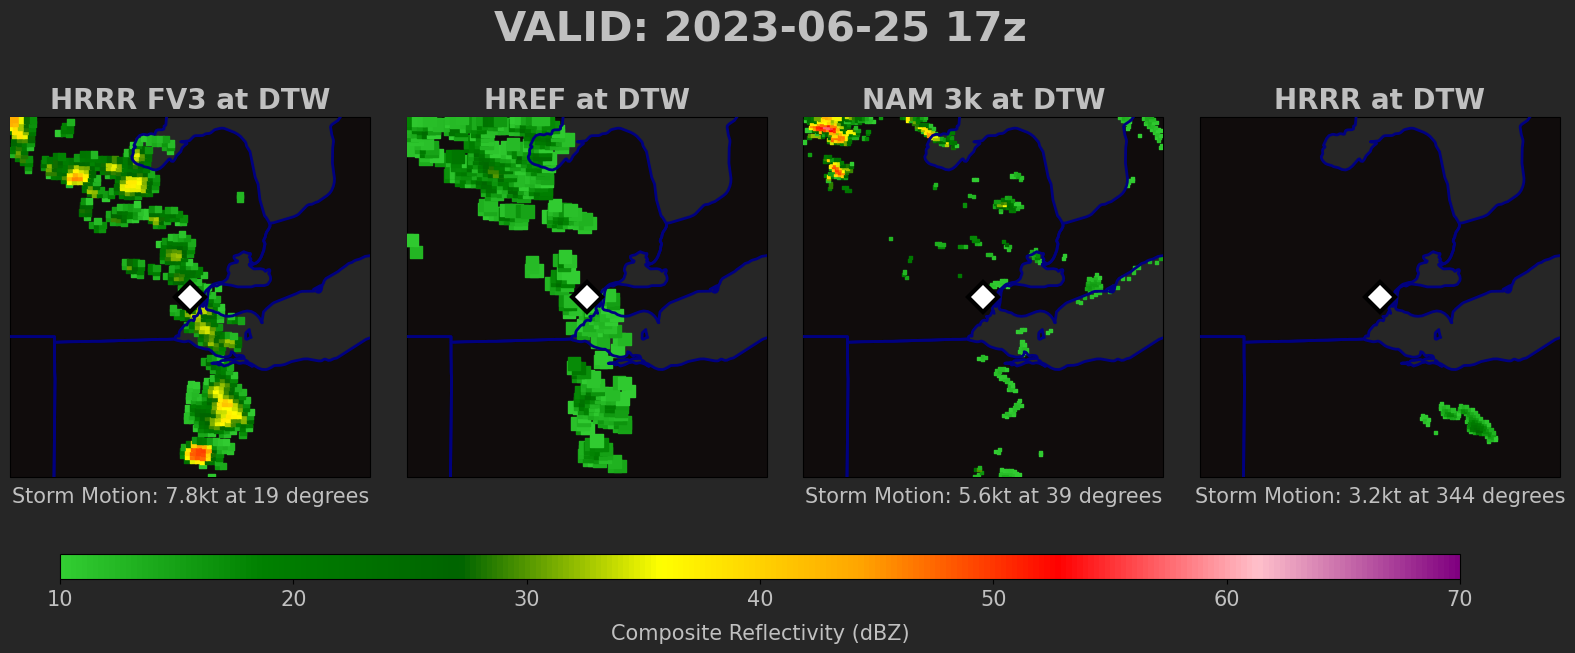 VALID: 2023-06-25 17z
HRRR FV3 at DTW
HREF at DTW
NAM 3k at DTW
HRRR at DTW
Storm Motion: 7.8kt at 19 degrees
Storm Motion: 5.6kt at 39 degrees
Storm Motion: 3.2kt at 344 degrees
10 20 30 40 50 60 70
Composite Reflectivity (dBZ)